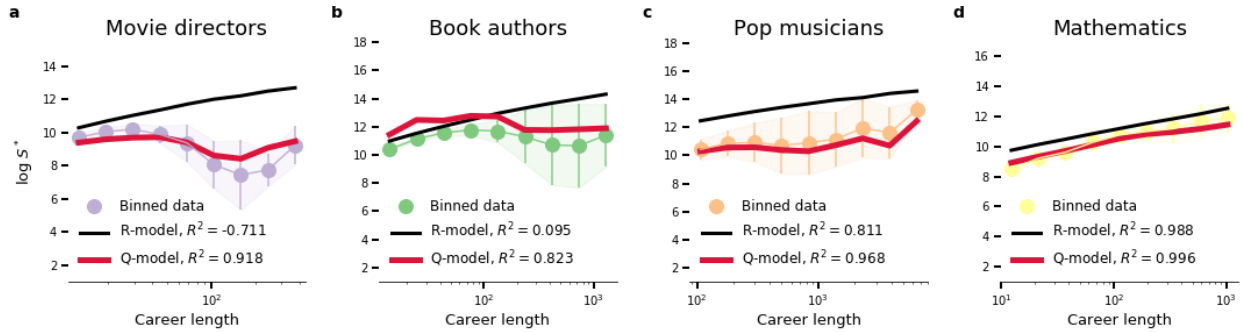 a Movie directors
14
12
10
8
6
4
2
log S*
10²
Career length
Binned data
R-model, R² = -0.711
Q-model, R² = 0.918
b Book authors
14
12
10
8
6
4
2
10²
10³
Career length
Binned data
R-model, R² = 0.095
Q-model, R² = 0.823
c Pop musicians
18
16
14
12
10
8
6
4
2
10²
10³
Career length
Binned data
R-model, R² = 0.811
Q-model, R² = 0.968
d Mathematics
16
14
12
10
8
6
4
2
10¹
10²
10³
Career length
Binned data
R-model, R² = 0.988
Q-model, R² = 0.996